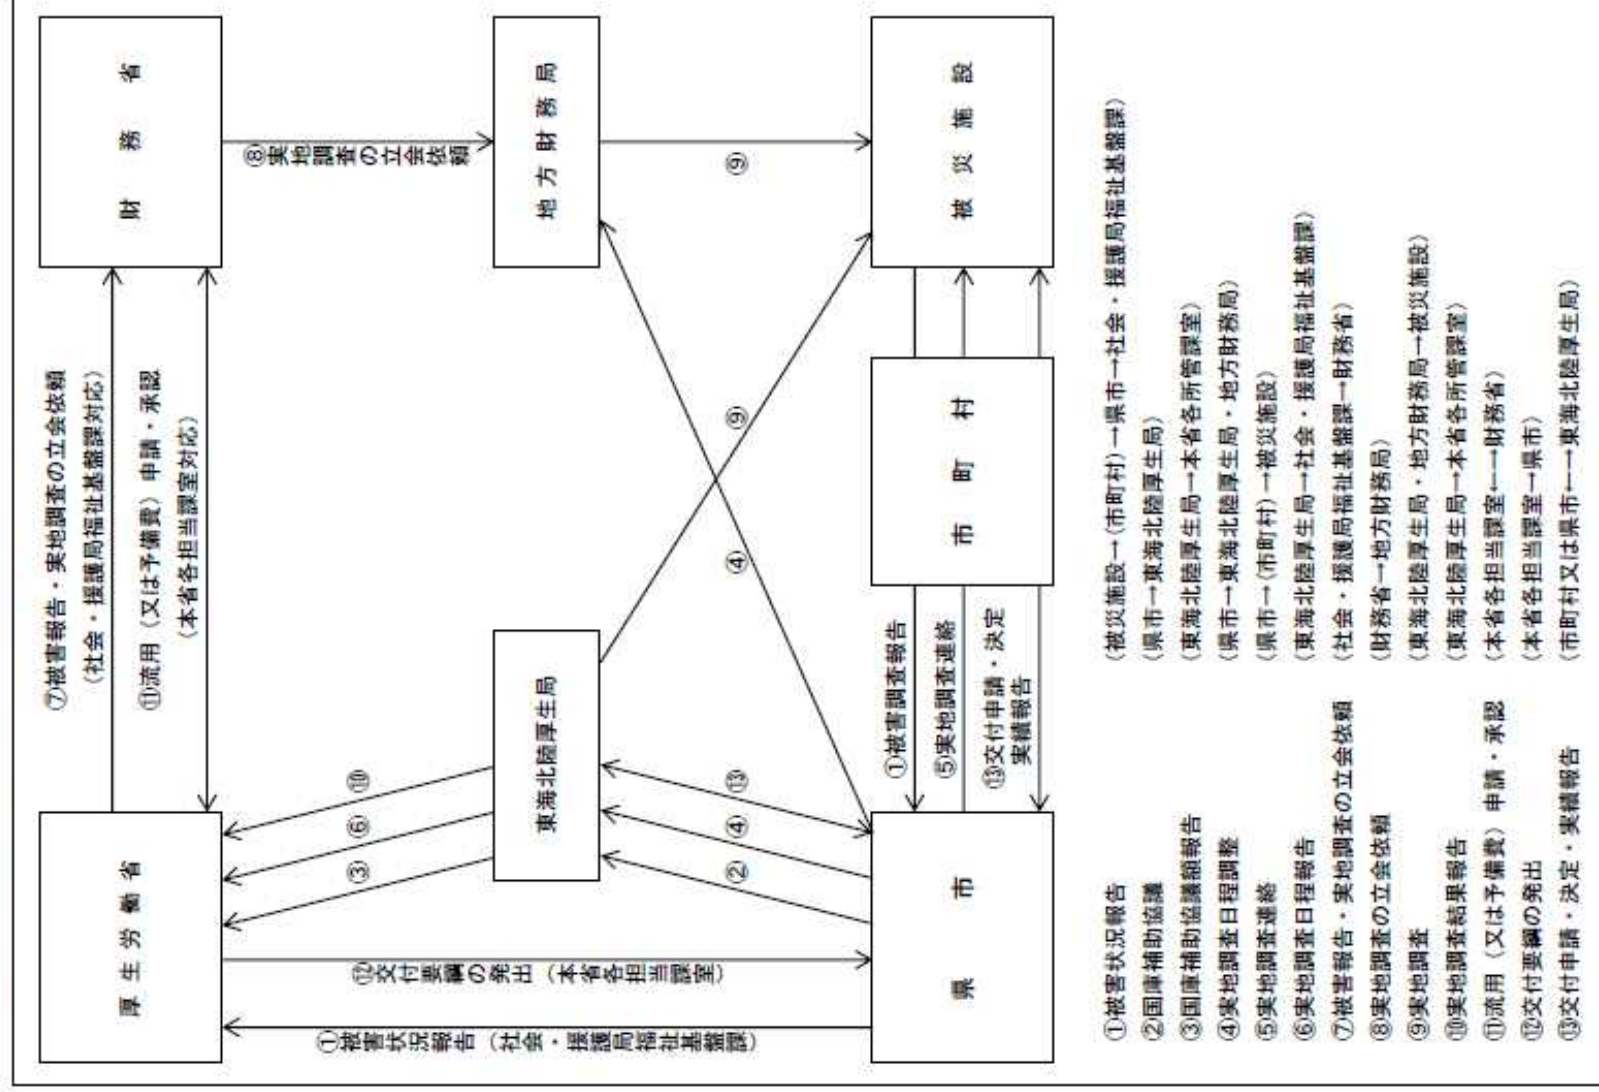 厚生労働省
⑦被害報告・実地調査の立会依頼
（社会・援護局福祉基盤課対応）
⑪流用（又は予備費）申請・承認
（本省各担当課室対応）
財務省
①被害状況報告（社会・援護局福祉基盤課）
⑫交付要綱の発出（本省各担当課室）
③
⑥
⑩
⑧実地調査の立会依頼
東海北陸厚生局
地方財務局
②
④
⑬
④
⑨
⑨
県市
①被害調査報告
⑤実地調査連絡
⑬交付申請・決定
実績報告
市町村
被災施設
①被害状況報告（被災施設→(市町村)→県市→社会・援護局福祉基盤課）
②国庫補助協議（県市→東海北陸厚生局）
③国庫補助協議額報告（東海北陸厚生局→本省各所管課室）
④実地調査日程調整（県市→東海北陸厚生局・地方財務局）
⑤実地調査連絡（県市→(市町村)→被災施設）
⑥実地調査日程報告（東海北陸厚生局→社会・援護局福祉基盤課）
⑦被害報告・実地調査の立会依頼（社会・援護局福祉基盤課→財務省）
⑧実地調査の立会依頼（財務省→地方財務局）
⑨実地調査（東海北陸厚生局・地方財務局→被災施設）
⑩実地調査結果報告（東海北陸厚生局→本省各所管課室）
⑪流用（又は予備費）申請・承認（本省各担当課室←→財務省）
⑫交付要綱の発出（本省各担当課室→県市）
⑬交付申請・決定・実績報告（市町村又は県市←→東海北陸厚生局）